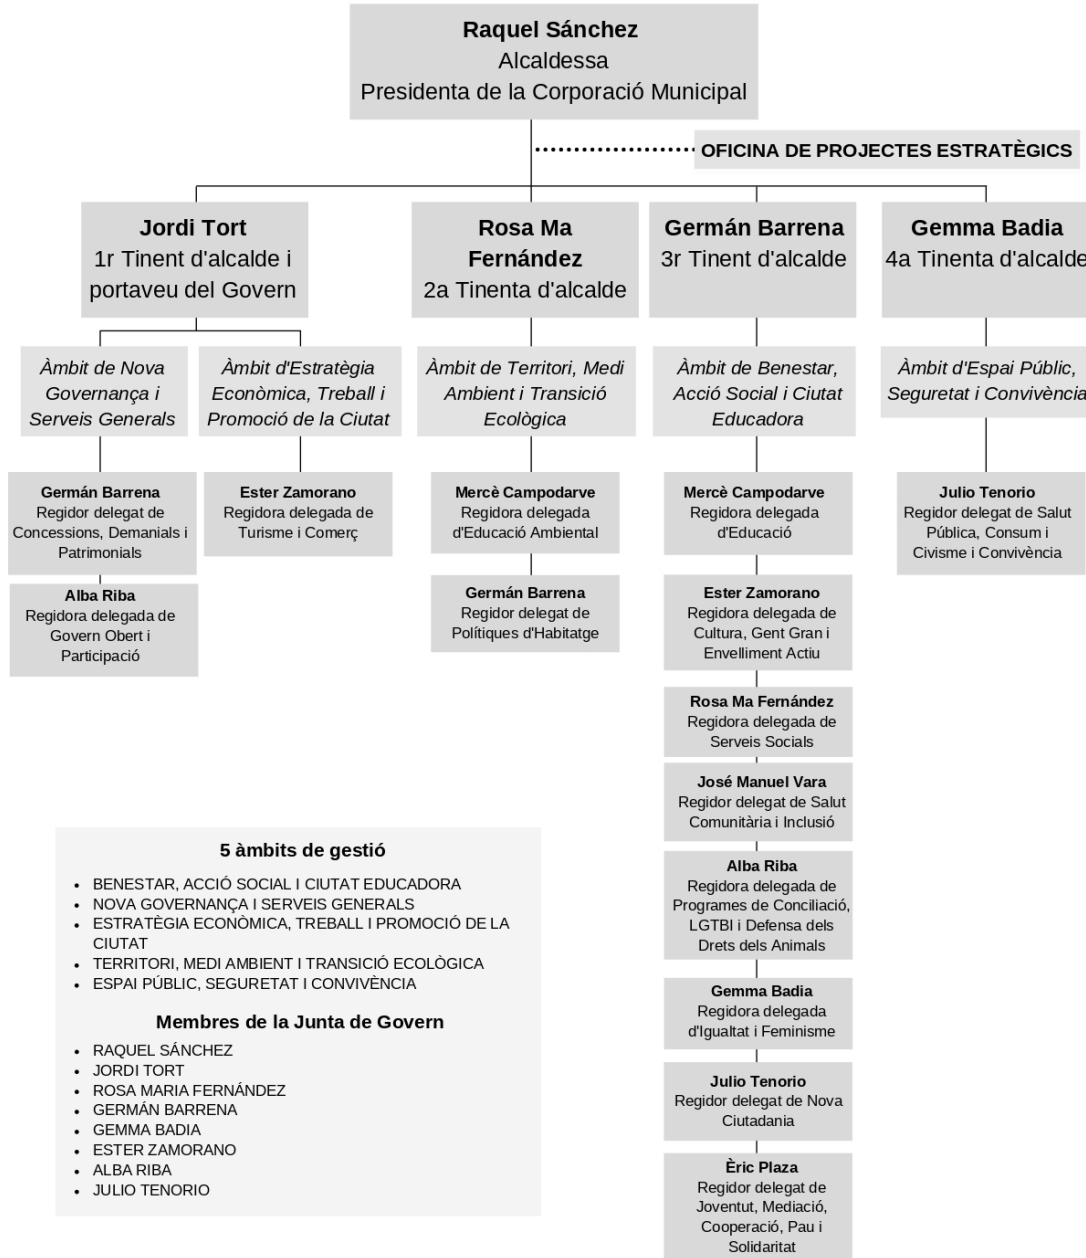 Raquel Sánchez
Alcaldessa
Presidenta de la Corporació Municipal
OFICINA DE PROJECTES ESTRATÈGICS
Jordi Tort
1r Tinent d'alcalde i
portaveu del Govern
Rosa Ma
Fernández
2a Tinenta d'alcalde
Germán Barrena
3r Tinent d'alcalde
Gemma Badia
4a Tinenta d'alcalde
Àmbit de Nova
Governança i
Serveis Generals
Àmbit d'Estratègia
Econòmica, Treball i
Promoció de la Ciutat
Àmbit de Territori, Medi
Ambient i Transició
Ecològica
Àmbit de Benestar,
Acció Social i Ciutat
Educadora
Àmbit d'Espai Públic,
Seguretat i Convivència
Germán Barrena
Regidor delegat de
Concessions, Demanials i
Patrimonials
Alba Riba
Regidora delegada de
Govern Obert i
Participació
Ester Zamorano
Regidora delegada de
Turisme i Comerç
Mercè Campodarve
Regidora delegada
d'Educació Ambiental
Germán Barrena
Regidor delegat de
Polítiques d'Habitatge
Mercè Campodarve
Regidora delegada
d'Educació
Ester Zamorano
Regidora delegada de
Cultura, Gent Gran i
Envelliment Actiu
Rosa Ma Fernández
Regidora delegada de
Serveis Socials
José Manuel Vara
Regidor delegat de Salut
Comunitària i Inclusió
Alba Riba
Regidora delegada de
Programes de Conciliació,
LGTBI i Defensa dels
Drets dels Animals
Gemma Badia
Regidora delegada
d'Igualtat i Feminisme
Julio Tenorio
Regidor delegat de Nova
Ciutadania
Èric Plaza
Regidor delegat de
Joventut, Mediació,
Cooperació, Pau i
Solidaritat
Julio Tenorio
Regidor delegat de Salut
Pública, Consum i
Civisme i Convivència
5 àmbits de gestió
• BENESTAR, ACCIÓ SOCIAL I CIUTAT EDUCADORA
• NOVA GOVERNANÇA I SERVEIS GENERALS
• ESTRATÈGIA ECONÒMICA, TREBALL I PROMOCIÓ DE LA
CIUTAT
• TERRITORI, MEDI AMBIENT I TRANSICIÓ ECOLÒGICA
• ESPAI PÚBLIC, SEGURETAT I CONVIVÈNCIA
Membres de la Junta de Govern
• RAQUEL SÁNCHEZ
• JORDI TORT
• ROSA MARIA FERNÁNDEZ
• GERMÁN BARRENA
• GEMMA BADIA
• ESTER ZAMORANO
• ALBA RIBA
• JULIO TENORIO